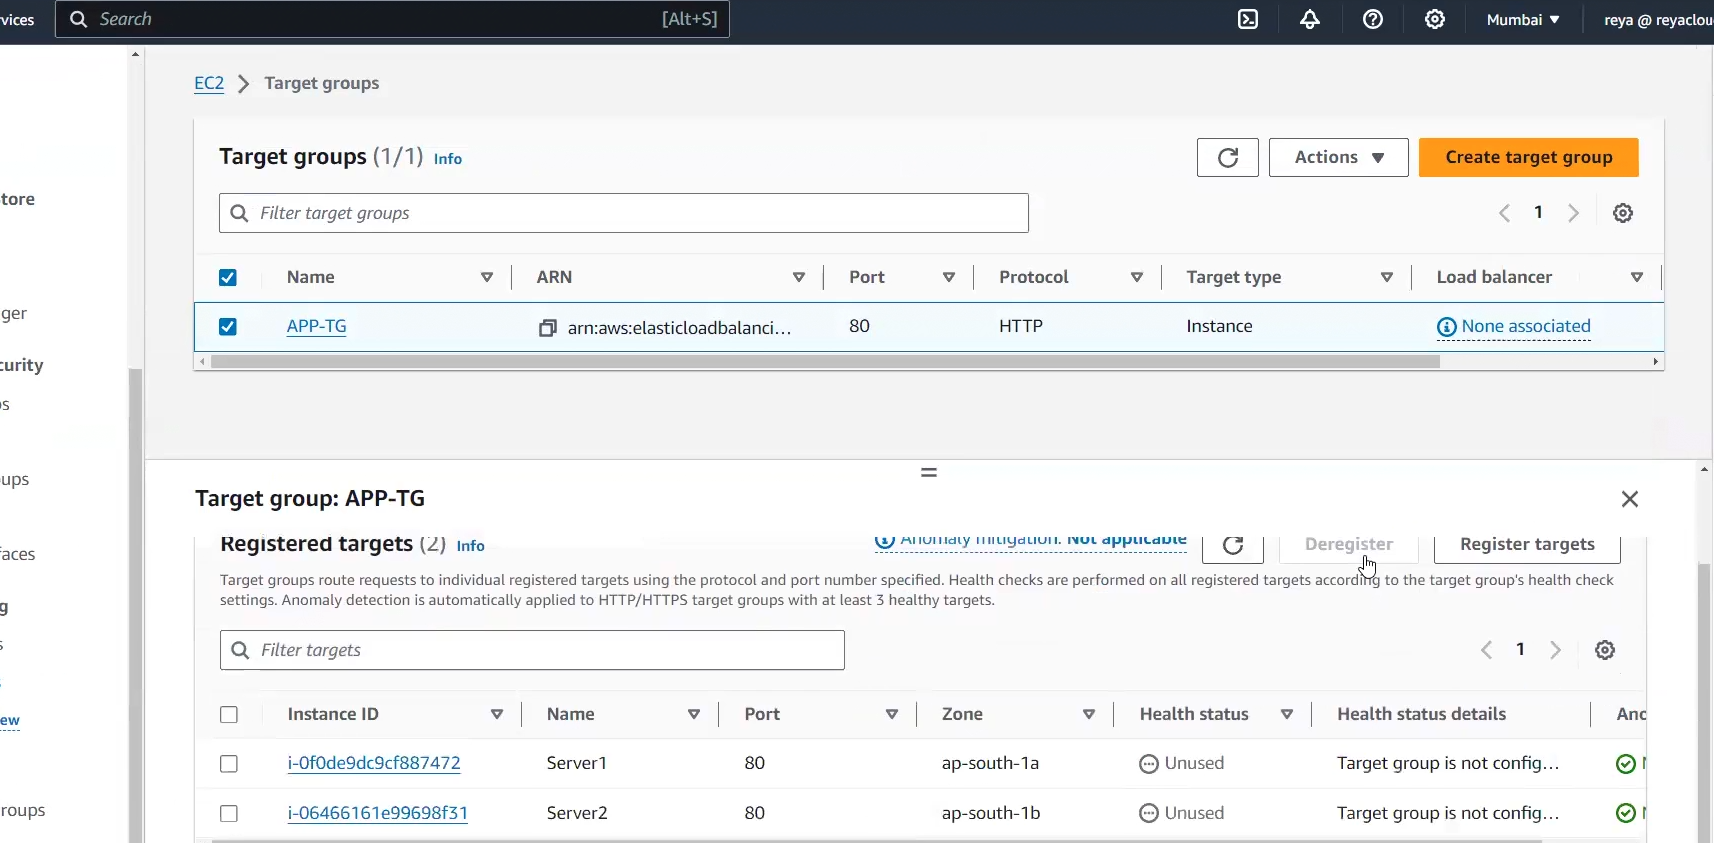 vices Search [Alt+S] Mumbai ▼ reya @ reyaclou
EC2 > Target groups
Target groups (1/1) Info Actions ▼ Create target group
Filter target groups 1
Name ARN Port Protocol Target type Load balancer
APP-TG arn:aws:elasticloadbalanci... 80 HTTP Instance None associated
tore
ger
curity
s
ups
aces
g
s
ew
roups
Target group: APP-TG
Registered targets (2) Info Anomaly mitigation: Not applicable Deregister Register targets
Target groups route requests to individual registered targets using the protocol and port number specified. Health checks are performed on all registered targets according to the target group's health check
settings. Anomaly detection is automatically applied to HTTP/HTTPS target groups with at least 3 healthy targets.
Filter targets 1
Instance ID Name Port Zone Health status Health status details Ano
i-0f0de9dc9cf887472 Server1 80 ap-south-1a Unused Target group is not config...
i-06466161e99698f31 Server2 80 ap-south-1b Unused Target group is not config...